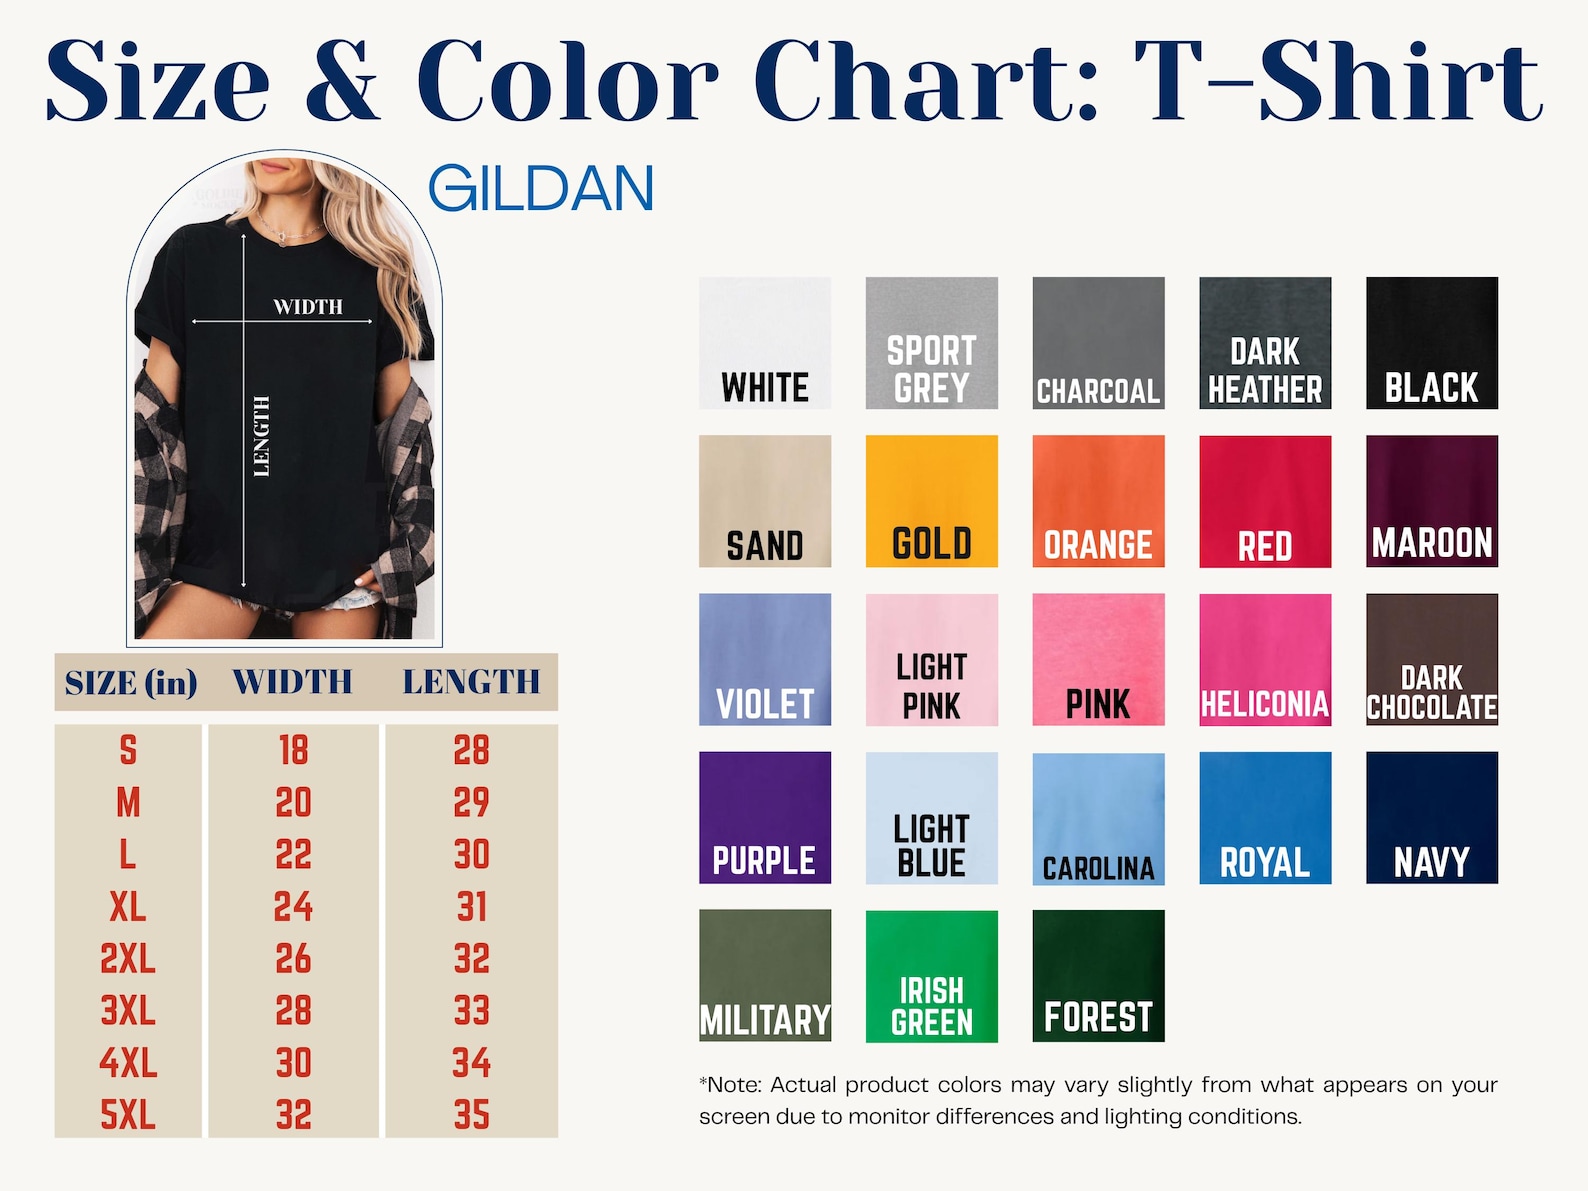 Size & Color Chart: T-Shirt
GILDAN
WIDTH
LENGTH
SIZE (in) WIDTH LENGTH
S 18 28
M 20 29
L 22 30
XL 24 31
2XL 26 32
3XL 28 33
4XL 30 34
5XL 32 35
WHITE
SPORT
GREY
CHARCOAL
DARK
HEATHER
BLACK
SAND
GOLD
ORANGE
RED
MAROON
VIOLET
LIGHT
PINK
PINK
HELICONIA
DARK
CHOCOLATE
PURPLE
LIGHT
BLUE
CAROLINA
ROYAL
NAVY
MILITARY
IRISH
GREEN
FOREST
*Note: Actual product colors may vary slightly from what appears on your
screen due to monitor differences and lighting conditions.